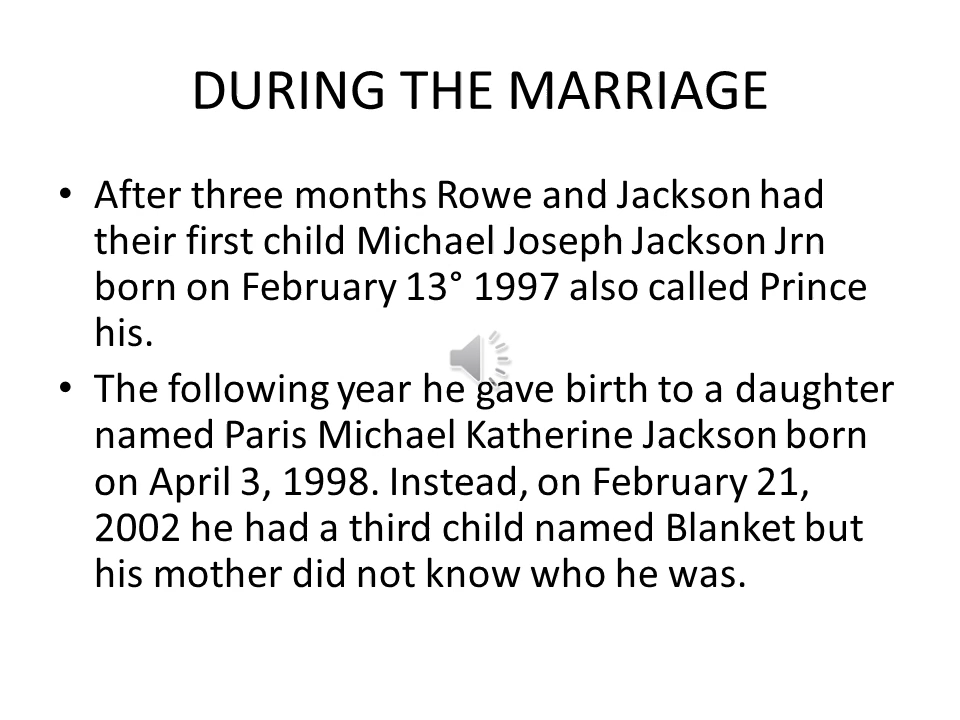 DURING THE MARRIAGE
• After three months Rowe and Jackson had
their first child Michael Joseph Jackson Jrn
born on February 13° 1997 also called Prince
his.
• The following year he gave birth to a daughter
named Paris Michael Katherine Jackson born
on April 3, 1998. Instead, on February 21,
2002 he had a third child named Blanket but
his mother did not know who he was.